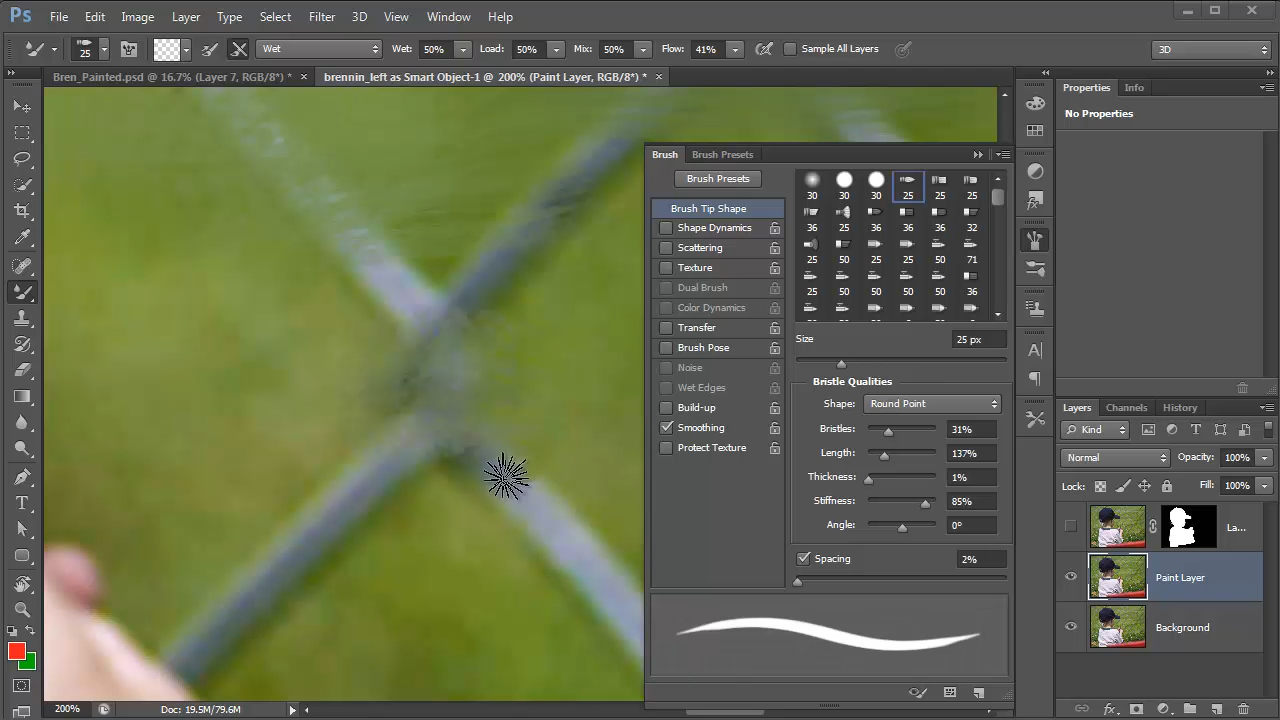 Ps File Edit Image Layer Type Select Filter 3D View Window Help
25 Wet Wet: 50% Load: 50% Mix: 50% Flow: 41% Sample All Layers 3D
Bren_Painted.psd @ 16.7% (Layer 7, RGB/8*) * × brennin_left as Smart Object-1 @ 200% (Paint Layer, RGB/8*) * ×
Properties Info
No Properties
Brush Brush Presets
Brush Presets
30 30 30 25 25 25
36 25 36 36 36 32
25 50 25 25 50 71
25 50 25 50 50 36
Brush Tip Shape
Shape Dynamics
Scattering
Texture
Dual Brush
Color Dynamics
Transfer
Brush Pose
Noise
Wet Edges
Build-up
Smoothing
Protect Texture
Size 25 px
Bristle Qualities
Shape: Round Point
Bristles: 31%
Length: 137%
Thickness: 1%
Stiffness: 85%
Angle: 0°
Spacing 2%
Layers Channels History
Kind
Normal Opacity: 100%
Lock: Fill: 100%
La...
Paint Layer
Background
200% Doc: 19.5M/79.6M